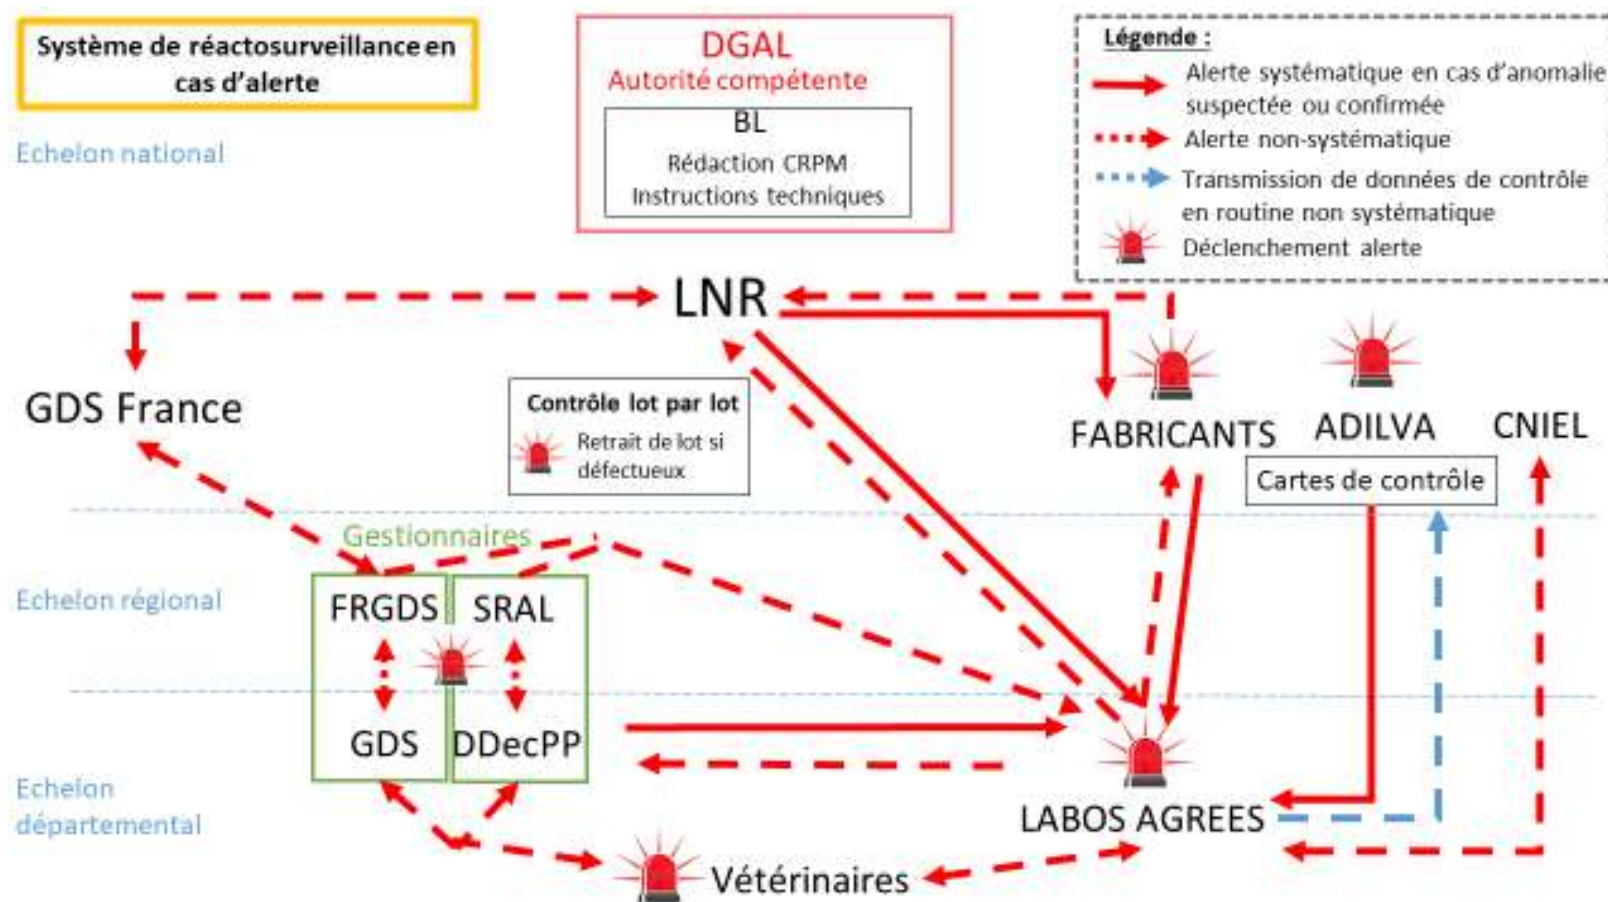 Système de réactosurveillance en
cas d'alerte
Echelon national
DGAL
Autorité compétente
BL
Rédaction CRPM
Instructions techniques
Légende :
Alerte systématique en cas d'anomalie
suspectée ou confirmée
Alerte non-systématique
Transmission de données de contrôle
en routine non systématique
Déclenchement alerte
LNR
GDS France
Contrôle lot par lot
Retrait de lot si
défectueux
FABRICANTS
ADILVA
CNIEL
Cartes de contrôle
Gestionnaires
Echelon régional
FRGDS
SRAL
GDS
DDecPP
Echelon
départemental
LABOS AGREES
Vétérinaires